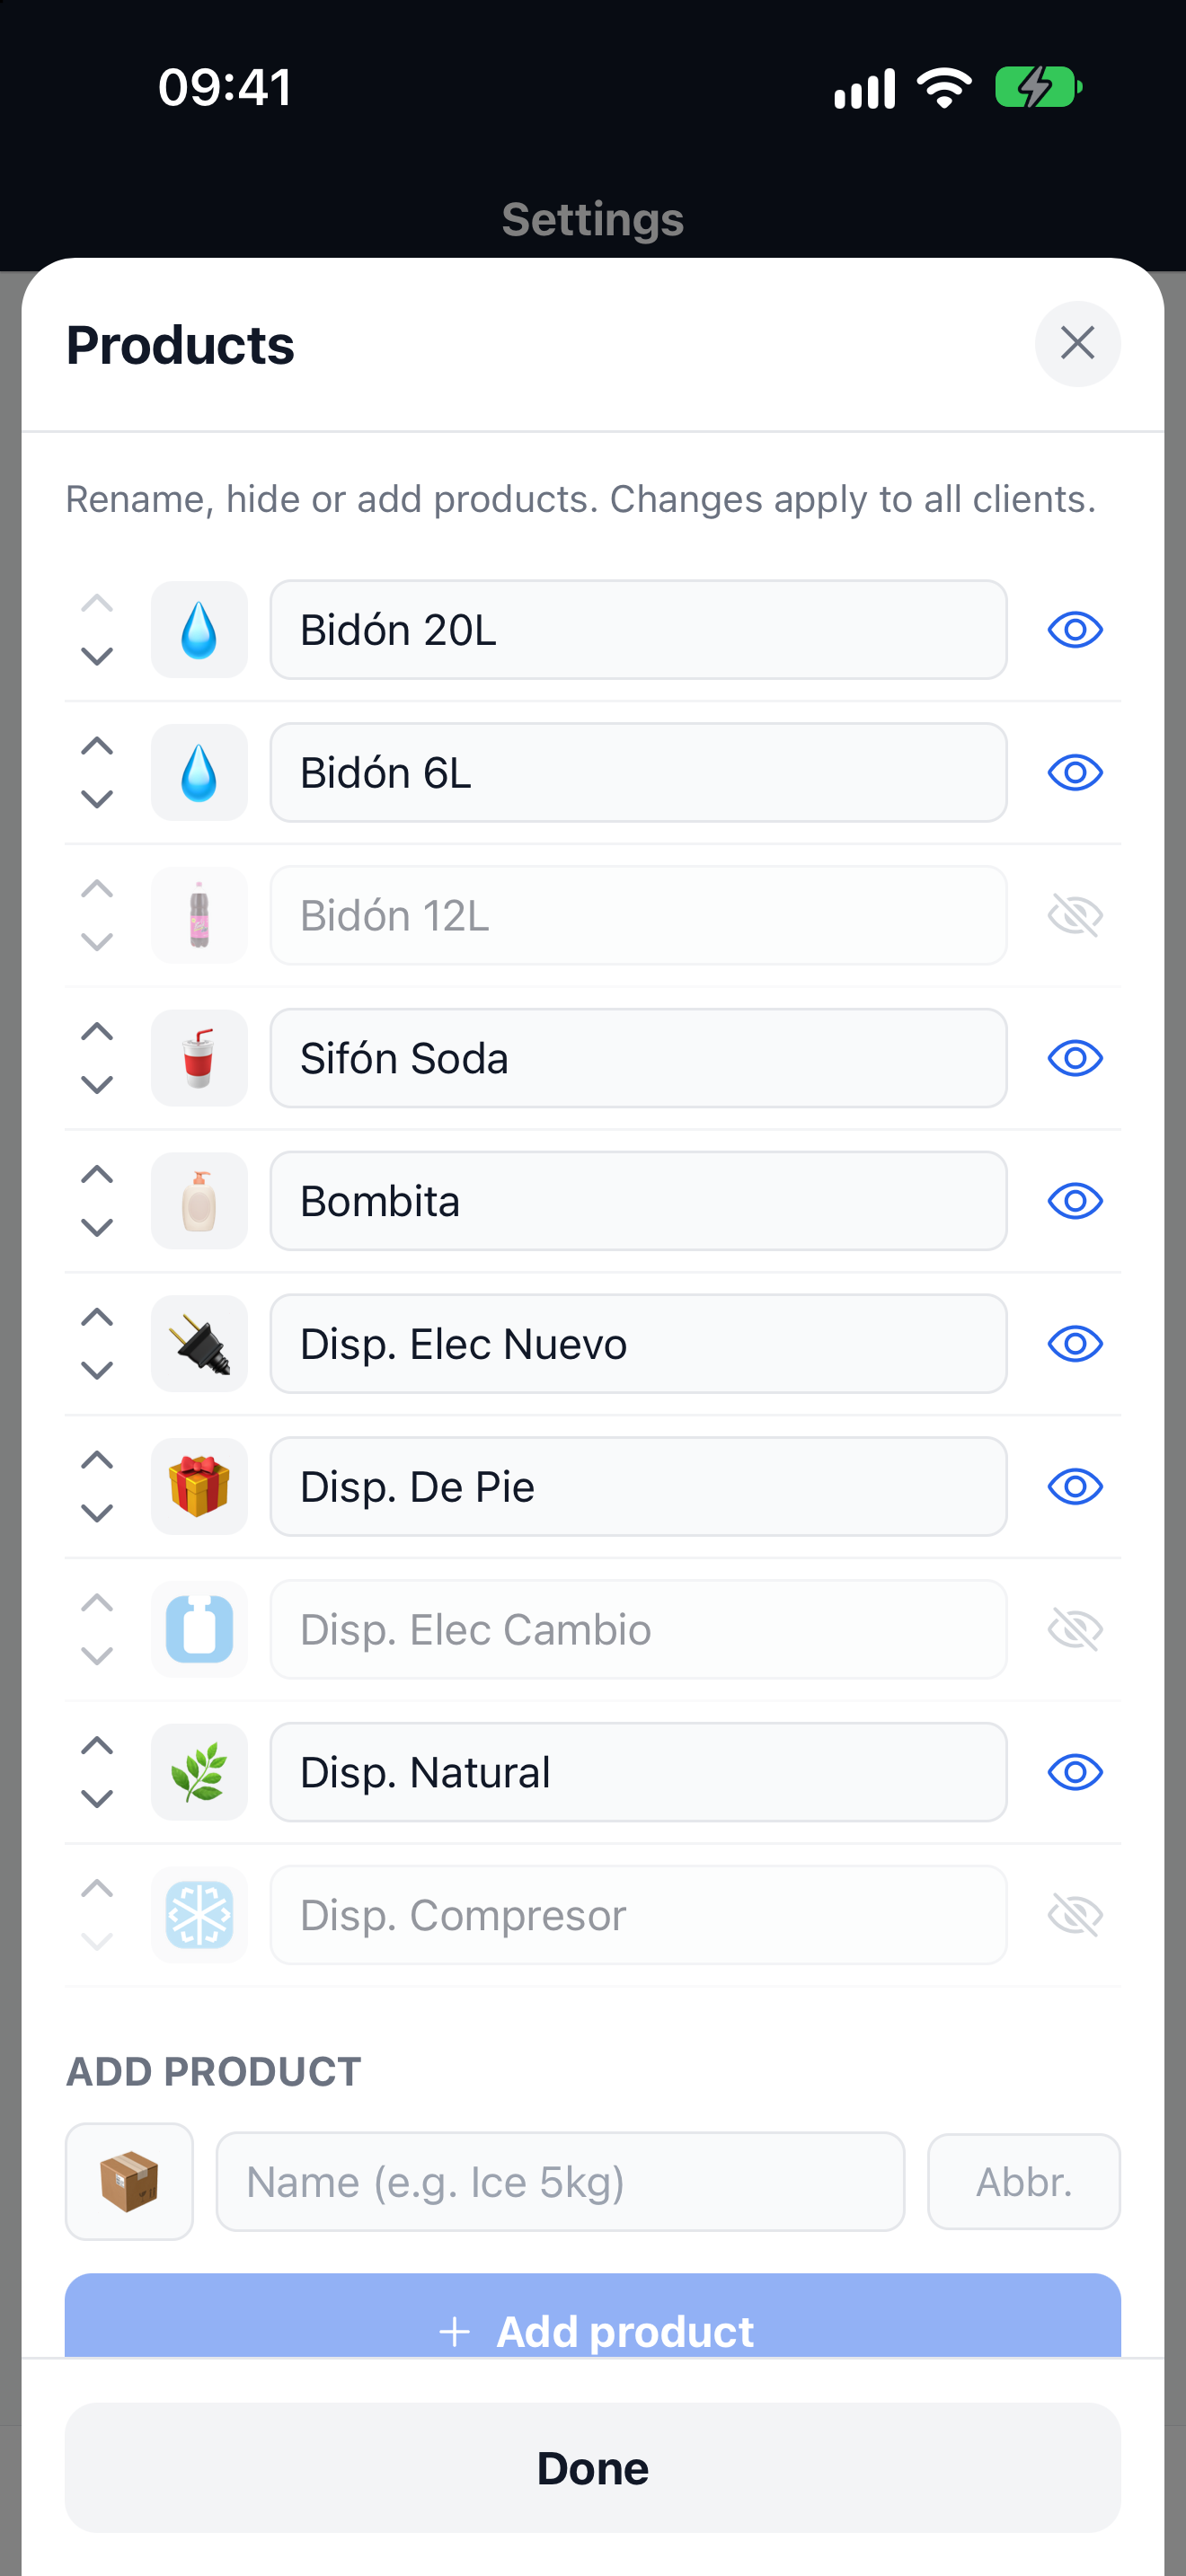 09:41
Settings
Products
Rename, hide or add products. Changes apply to all clients.
Bidón 20L
Bidón 6L
Bidón 12L
Sifón Soda
Bombita
Disp. Elec Nuevo
Disp. De Pie
Disp. Elec Cambio
Disp. Natural
Disp. Compresor
ADD PRODUCT
Name (e.g. Ice 5kg)
Abbr.
+ Add product
Done